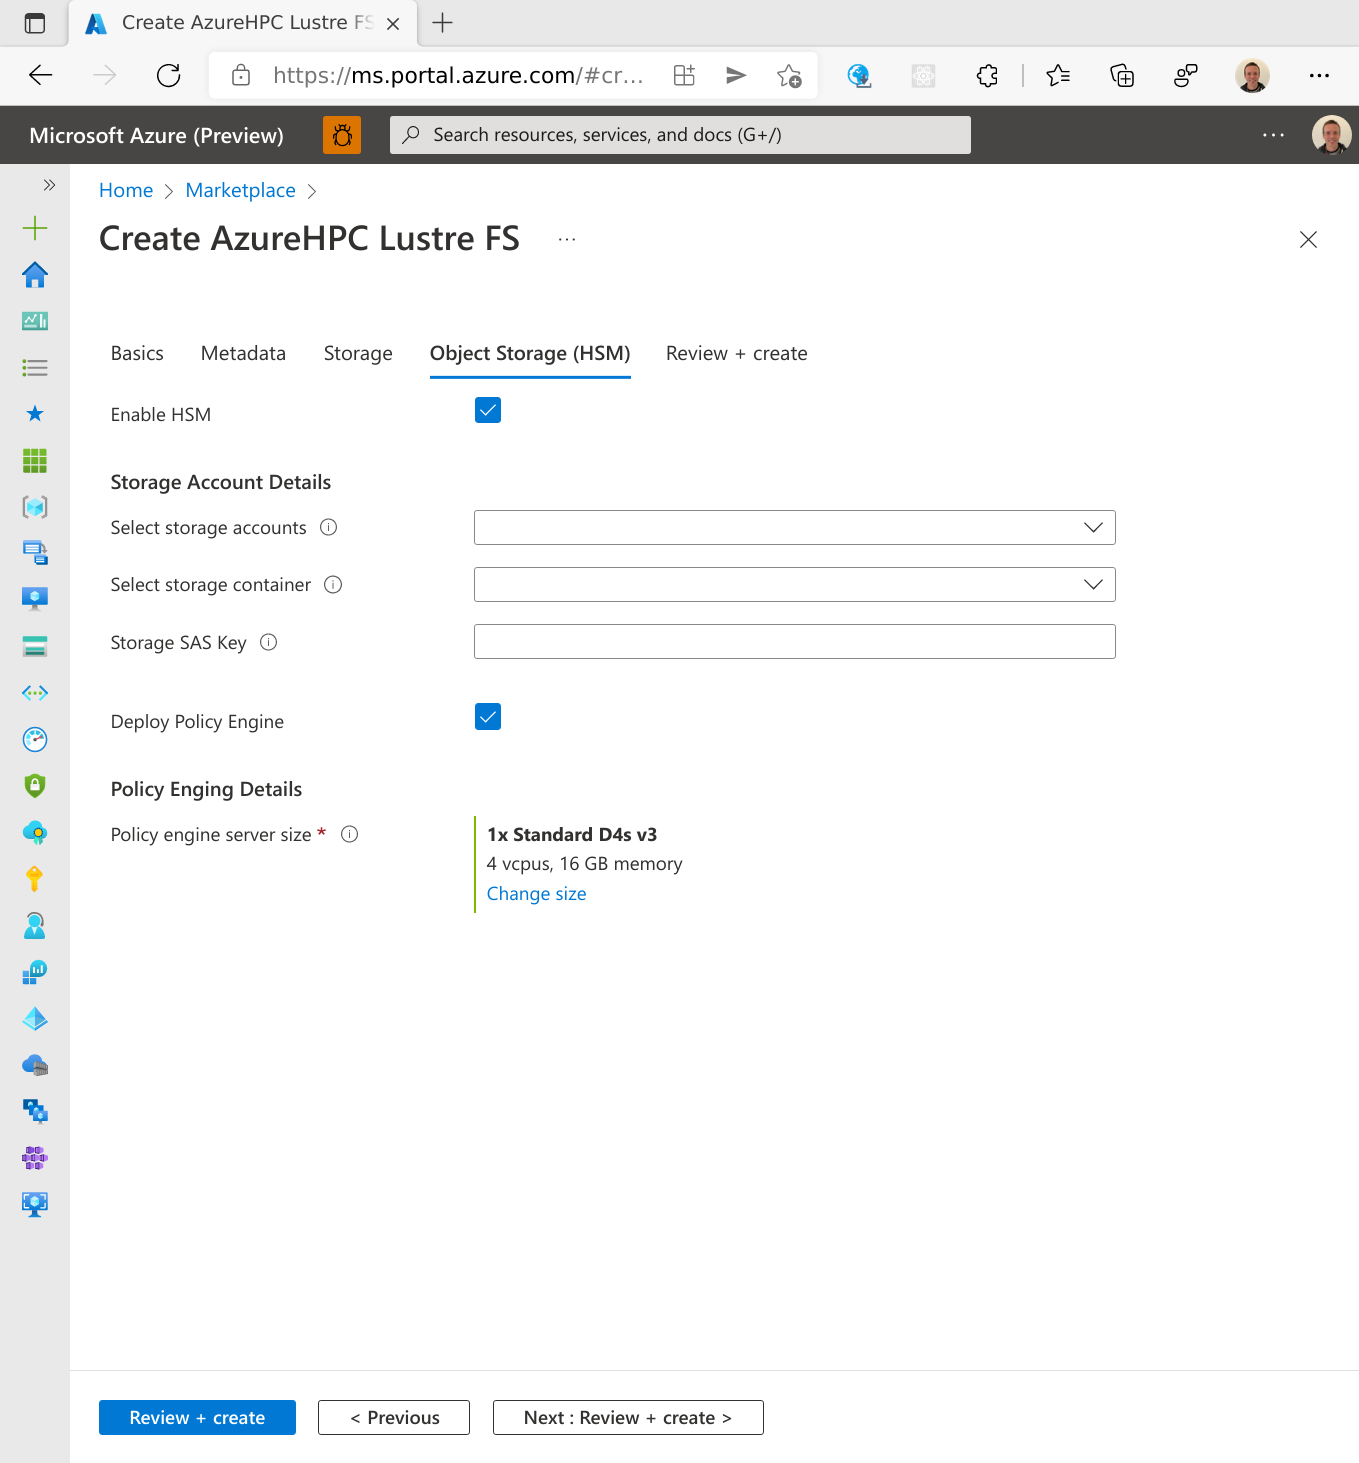 Create AzureHPC Lustre FS
https://ms.portal.azure.com/#cr...
Microsoft Azure (Preview)
Search resources, services, and docs (G+/)
Home > Marketplace >
Create AzureHPC Lustre FS ...
Basics Metadata Storage Object Storage (HSM) Review + create
Enable HSM
Storage Account Details
Select storage accounts
Select storage container
Storage SAS Key
Deploy Policy Engine
Policy Enging Details
Policy engine server size * 1x Standard D4s v3
4 vcpus, 16 GB memory
Change size
Review + create < Previous Next : Review + create >